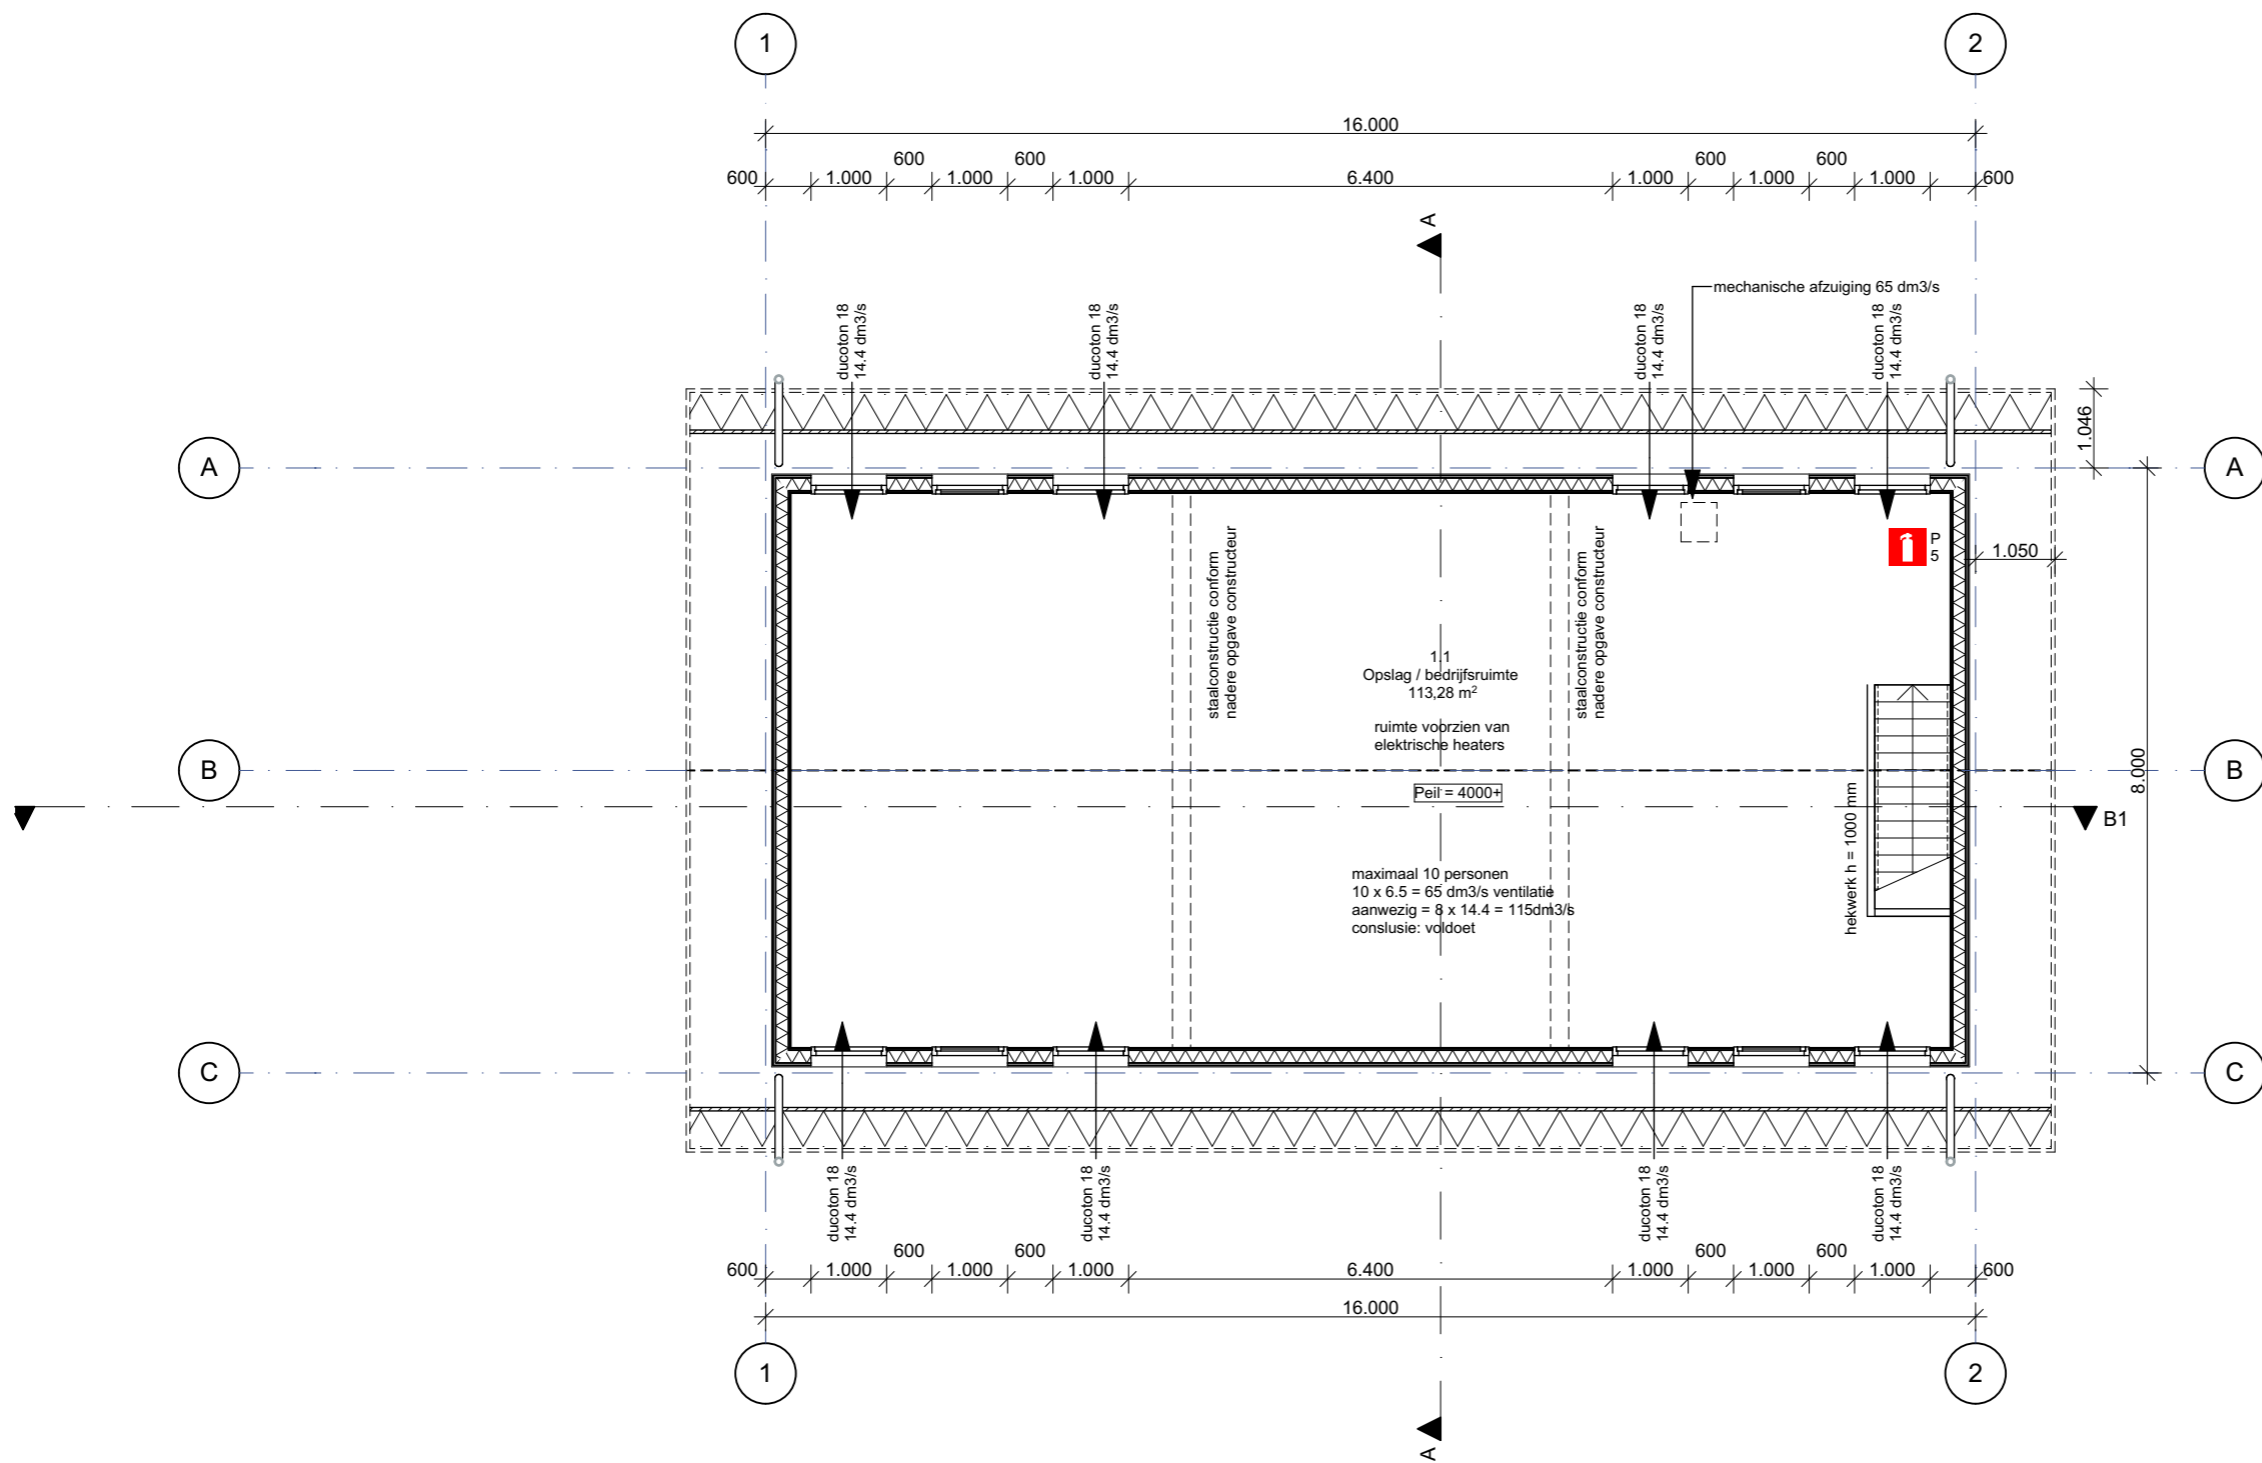 1
2
16.000
600
600
600
600
600
1.000
1.000
1.000
6.400
1.000
1.000
1.000
600
A
mechanische afzuiging 65 dm3/s
ducoton 18
14.4 dm3/s
ducoton 18
14.4 dm3/s
ducoton 18
14.4 dm3/s
ducoton 18
14.4 dm3/s
1.046
A
A
P
5
1.050
staalconstructie conform
nadere opgave constructeur
staalconstructie conform
nadere opgave constructeur
1.1
Opslag / bedrijfsruimte
113,28 m²
ruimte voorzien van
elektrische heaters
B
B
8.000
Peil = 4000+
B1
hekwerk h = 1000 mm
maximaal 10 personen
10 x 6.5 = 65 dm3/s ventilatie
aanwezig = 8 x 14.4 = 115dm3/s
conslusie: voldoet
C
C
ducoton 18
14.4 dm3/s
ducoton 18
14.4 dm3/s
ducoton 18
14.4 dm3/s
ducoton 18
14.4 dm3/s
600
600
600
600
600
1.000
1.000
1.000
6.400
1.000
1.000
1.000
600
16.000
1
2
A